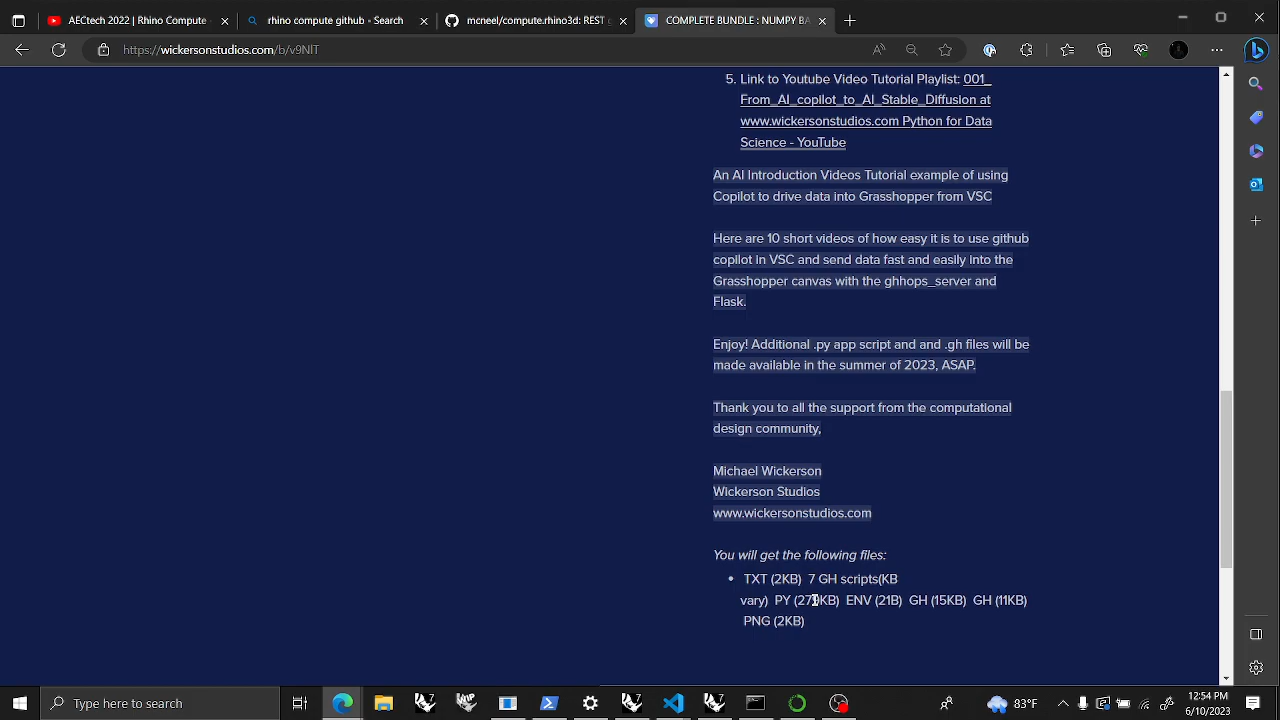 AECtech 2022 | Rhino Compute
rhino compute github - Search
mcneel/compute.rhino3d: REST g
COMPLETE BUNDLE : NUMPY BA
https://wickersonstudios.com/b/v9NIT
5. Link to Youtube Video Tutorial Playlist: 001_
From_AI_copilot_to_AI_Stable_Diffusion at
www.wickersonstudios.com Python for Data
Science - YouTube
An AI Introduction Videos Tutorial example of using
Copilot to drive data into Grasshopper from VSC
Here are 10 short videos of how easy it is to use github
copilot in VSC and send data fast and easily into the
Grasshopper canvas with the ghhops_server and
Flask.
Enjoy! Additional .py app script and and .gh files will be
made available in the summer of 2023, ASAP.
Thank you to all the support from the computational
design community,
Michael Wickerson
Wickerson Studios
www.wickersonstudios.com
You will get the following files:
• TXT (2KB) 7 GH scripts(KB
vary) PY ENV (21B) GH (15KB) GH (11KB)
PNG (2KB)
Type here to search
83°F
12:54 PM
6/10/2023